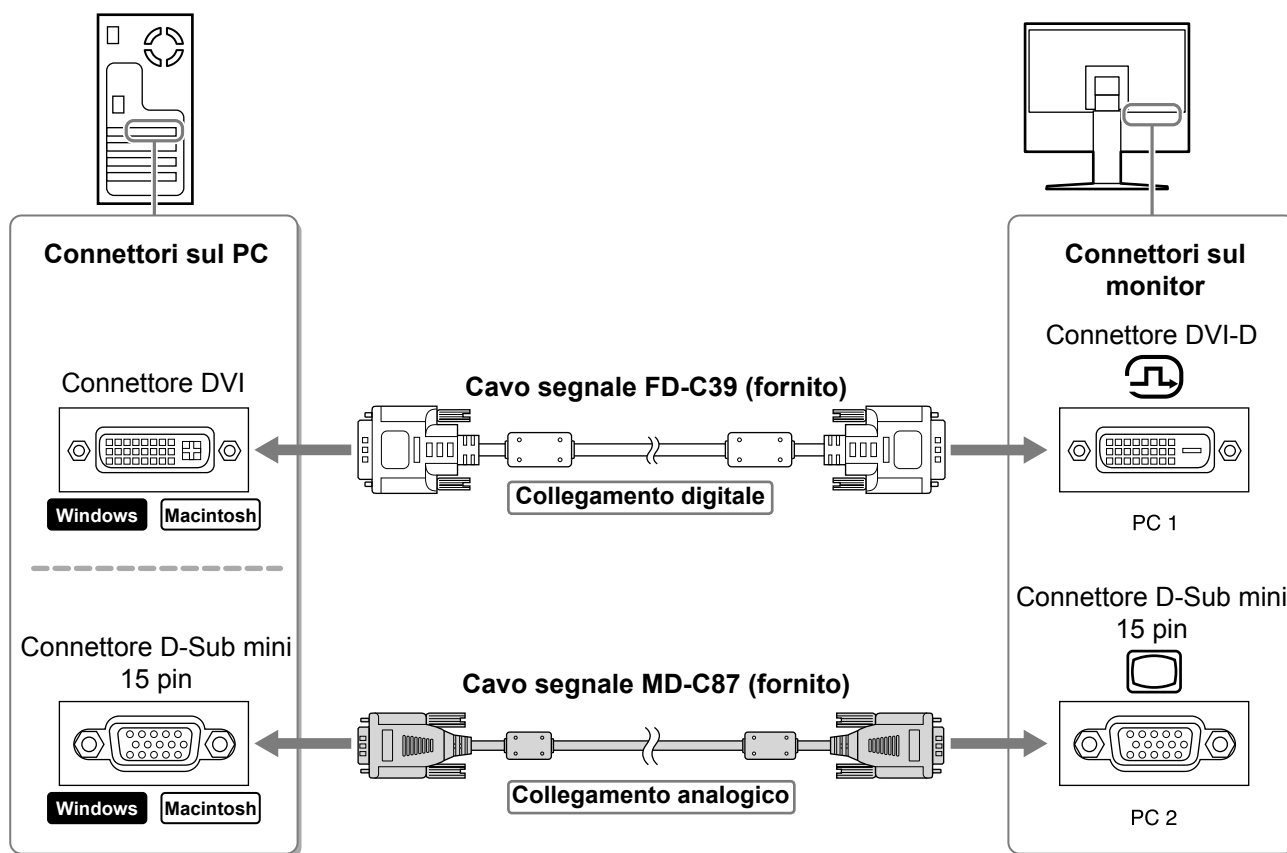 Connettori sul PC
Connettore DVI
Windows
Macintosh
Connettore D-Sub mini
15 pin
Windows
Macintosh
Cavo segnale FD-C39 (fornito)
Collegamento digitale
Cavo segnale MD-C87 (fornito)
Collegamento analogico
Connettori sul
monitor
Connettore DVI-D
PC 1
Connettore D-Sub mini
15 pin
PC 2